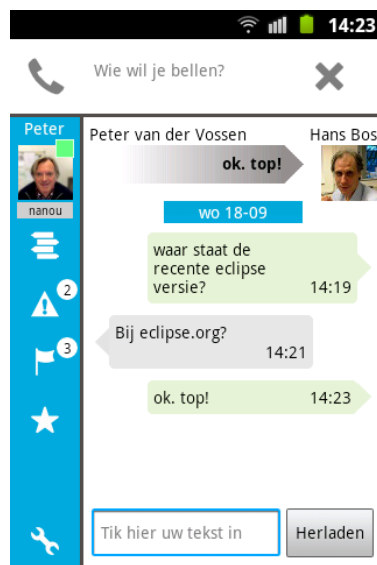 14:23
Wie wil je bellen?
Peter
Peter van der Vossen
Hans Bos
ok. top!
nanou
wo 18-09
waar staat de
recente eclipse
versie?
14:19
2
Bij eclipse.org?
14:21
3
ok. top!
14:23
Tik hier uw tekst in
Herladen